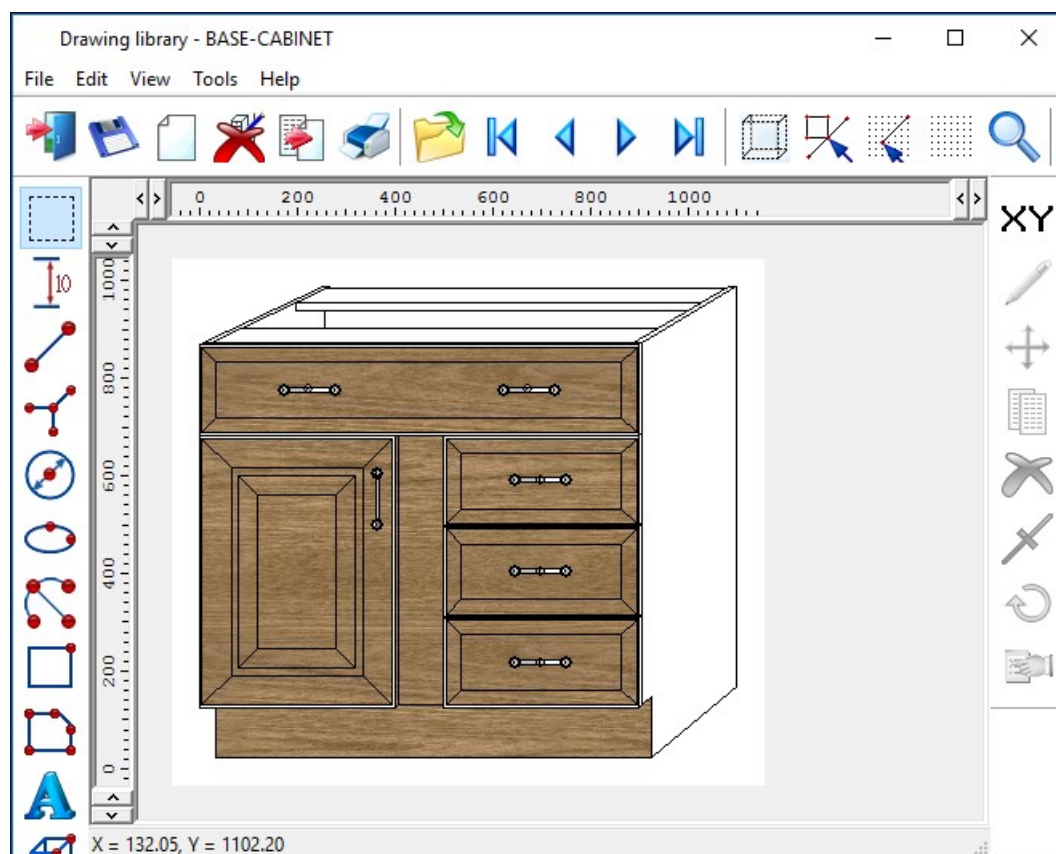 Drawing library - BASE-CABINET
File Edit View Tools Help
0 200 400 600 800 1000
XY
10
1000
800
600
400
200
0
A
X = 132.05, Y = 1102.20